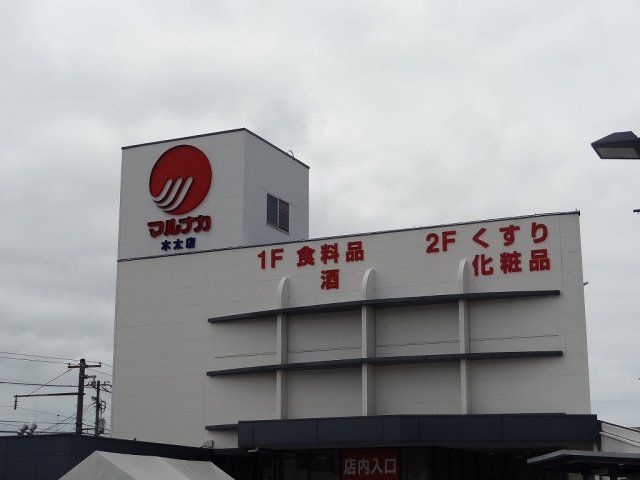 マルナカ
木太店
1F 食料品
酒
2F くすり
化粧品
店内入口